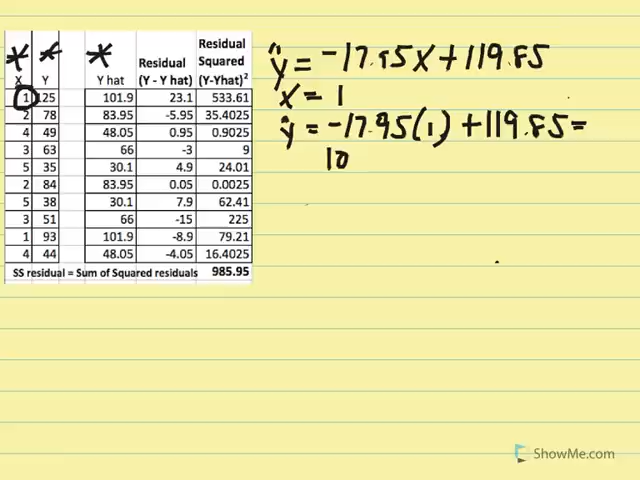 * * *
X Y Y hat Residual (Y - Y hat) Residual Squared (Y-Yhat)²
1 125 101.9 23.1 533.61
2 78 83.95 -5.95 35.4025
4 49 48.05 0.95 0.9025
3 63 66 -3 9
5 35 30.1 4.9 24.01
2 84 83.95 0.05 0.0025
5 38 30.1 7.9 62.41
3 51 66 -15 225
1 93 101.9 -8.9 79.21
4 44 48.05 -4.05 16.4025
SS residual = Sum of Squared residuals 985.95
ŷ = -17.95x + 119.85
x = 1
ŷ = -17.95(1) + 119.85 =
10
ShowMe.com